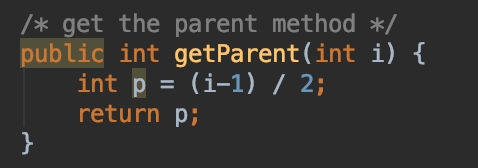 /* get the parent method */
public int getParent(int i) {
    int p = (i-1) / 2;
    return p;
}